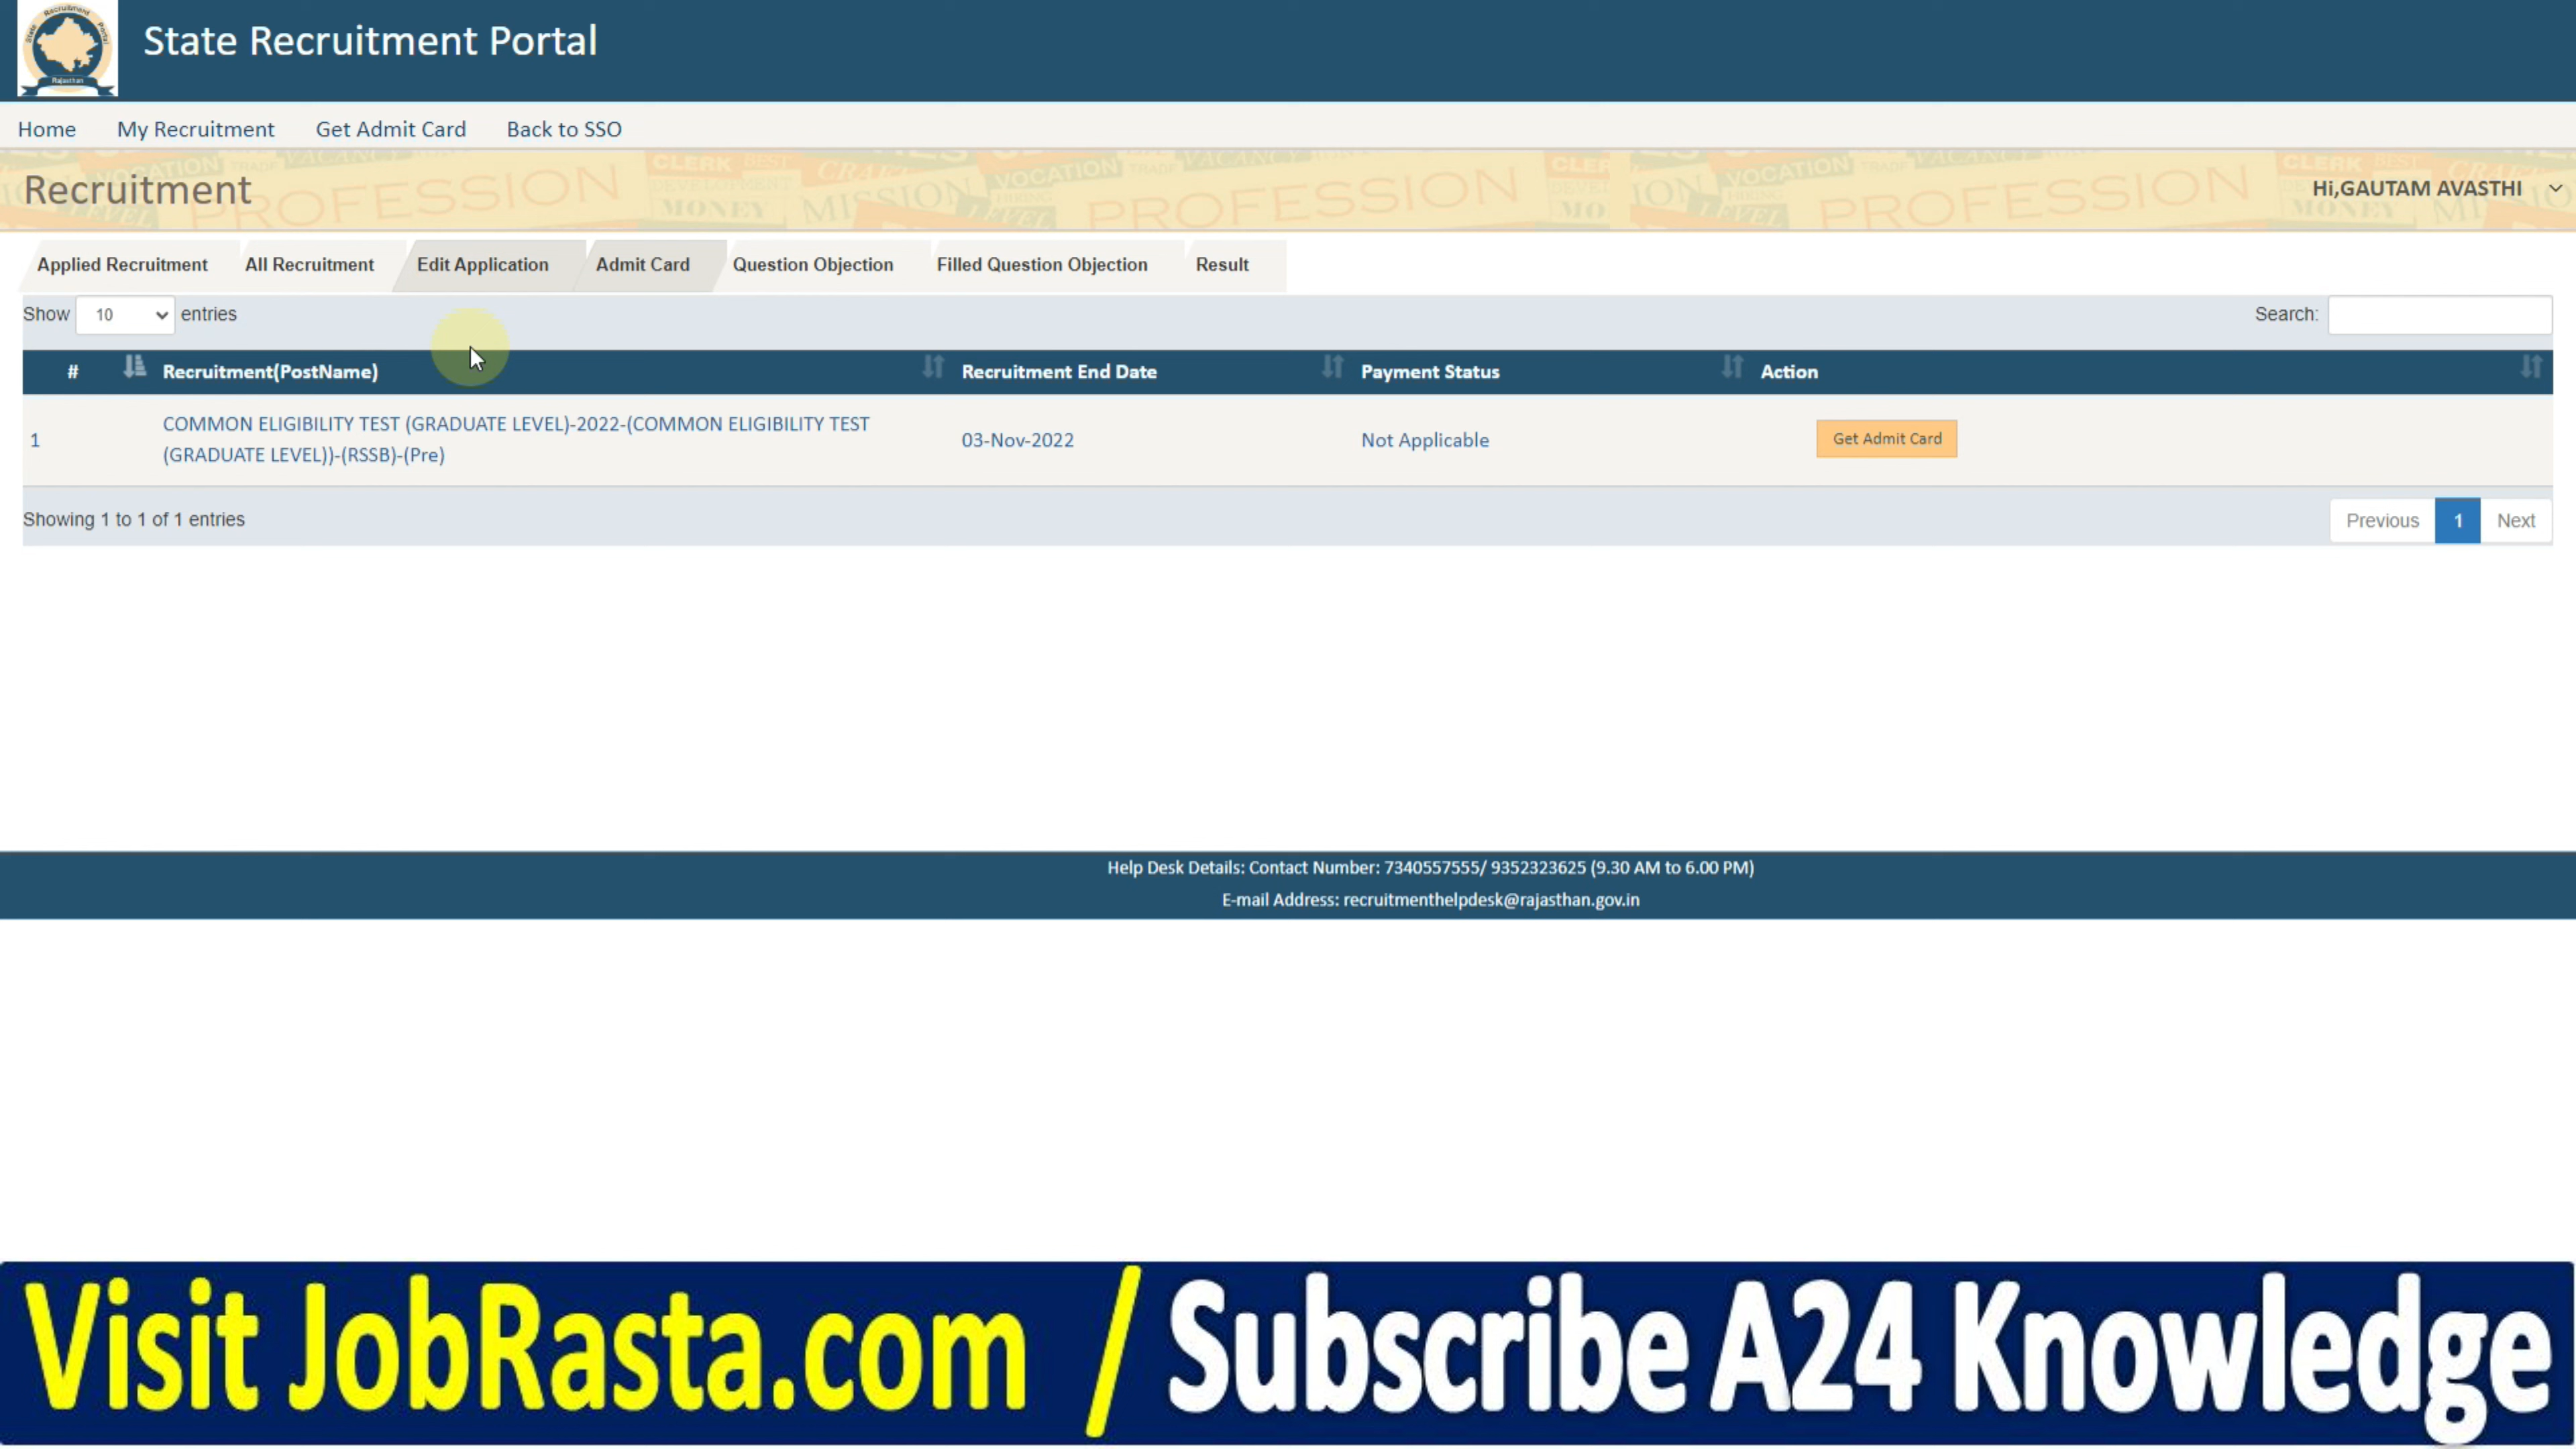 State Recruitment Portal
Rajasthan
Home My Recruitment Get Admit Card Back to SSO
Recruitment
Hi,GAUTAM AVASTHI
Applied Recruitment All Recruitment Edit Application Admit Card Question Objection Filled Question Objection Result
Show 10 entries Search:
# Recruitment(PostName) Recruitment End Date Payment Status Action
1 COMMON ELIGIBILITY TEST (GRADUATE LEVEL)-2022-(COMMON ELIGIBILITY TEST
(GRADUATE LEVEL))-(RSSB)-(Pre) 03-Nov-2022 Not Applicable Get Admit Card
Showing 1 to 1 of 1 entries Previous 1 Next
Help Desk Details: Contact Number: 7340557555/ 9352323625 (9.30 AM to 6.00 PM)
E-mail Address: recruitmenthelpdesk@rajasthan.gov.in
Visit JobRasta.com / Subscribe A24 Knowledge